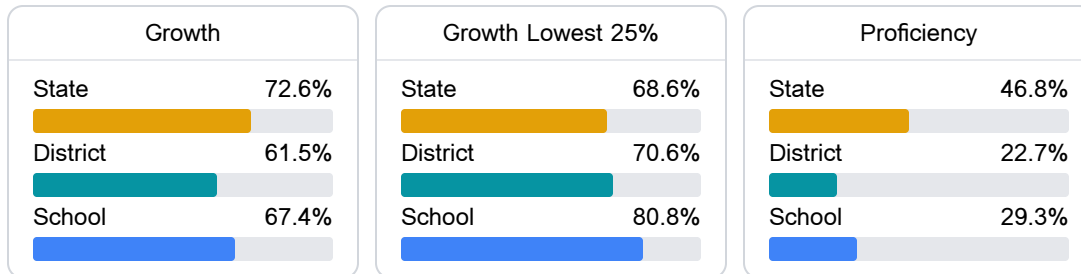 Growth
State 72.6%
District 61.5%
School 67.4%
Growth Lowest 25%
State 68.6%
District 70.6%
School 80.8%
Proficiency
State 46.8%
District 22.7%
School 29.3%